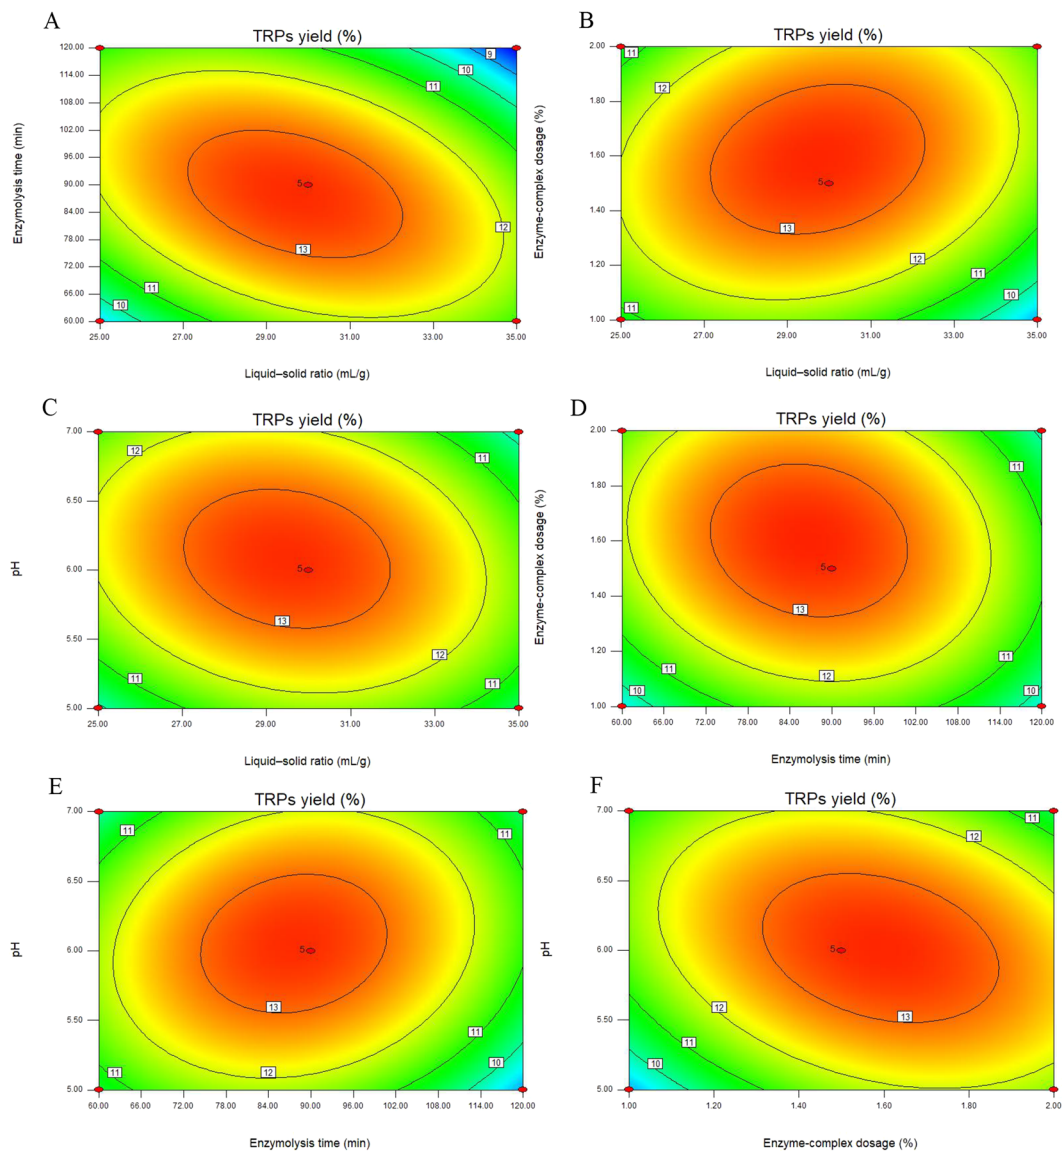 A
TRPs yield (%)
120.00
114.00
108.00
102.00
96.00
90.00
84.00
78.00
72.00
66.00
60.00
Enzymolysis time (min)
9
10
11
5
12
13
11
10
25.00 27.00 29.00 31.00 33.00 35.00
Liquid–solid ratio (mL/g)
B
TRPs yield (%)
2.00
1.80
1.60
1.40
1.20
1.00
Enzyme-complex dosage (%)
11
12
5
13
12
11
10
11
25.00 27.00 29.00 31.00 33.00 35.00
Liquid–solid ratio (mL/g)
C
TRPs yield (%)
7.00
6.50
6.00
5.50
5.00
pH
12
11
5
13
12
11
11
25.00 27.00 29.00 31.00 33.00 35.00
Liquid–solid ratio (mL/g)
D
TRPs yield (%)
2.00
1.80
1.60
1.40
1.20
1.00
Enzyme-complex dosage (%)
11
5
13
11
11
12
10
10
60.00 66.00 72.00 78.00 84.00 90.00 96.00 102.00 108.00 114.00 120.00
Enzymolysis time (min)
E
TRPs yield (%)
7.00
6.50
6.00
5.50
5.00
pH
11
11
5
13
11
10
11
12
60.00 66.00 72.00 78.00 84.00 90.00 96.00 102.00 108.00 114.00 120.00
Enzymolysis time (min)
F
TRPs yield (%)
7.00
6.50
6.00
5.50
5.00
pH
11
12
5
12
13
11
10
1.00 1.20 1.40 1.60 1.80 2.00
Enzyme-complex dosage (%)